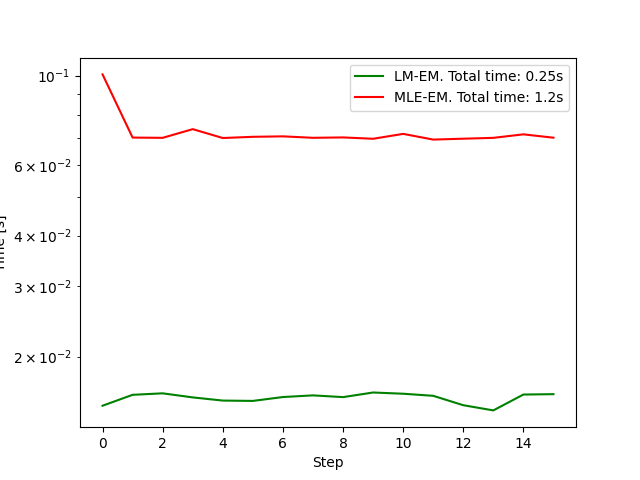 LM-EM. Total time: 0.25s
MLE-EM. Total time: 1.2s
10⁻¹
6 × 10⁻²
4 × 10⁻²
3 × 10⁻²
2 × 10⁻²
[s]
0 2 4 6 8 10 12 14
Step